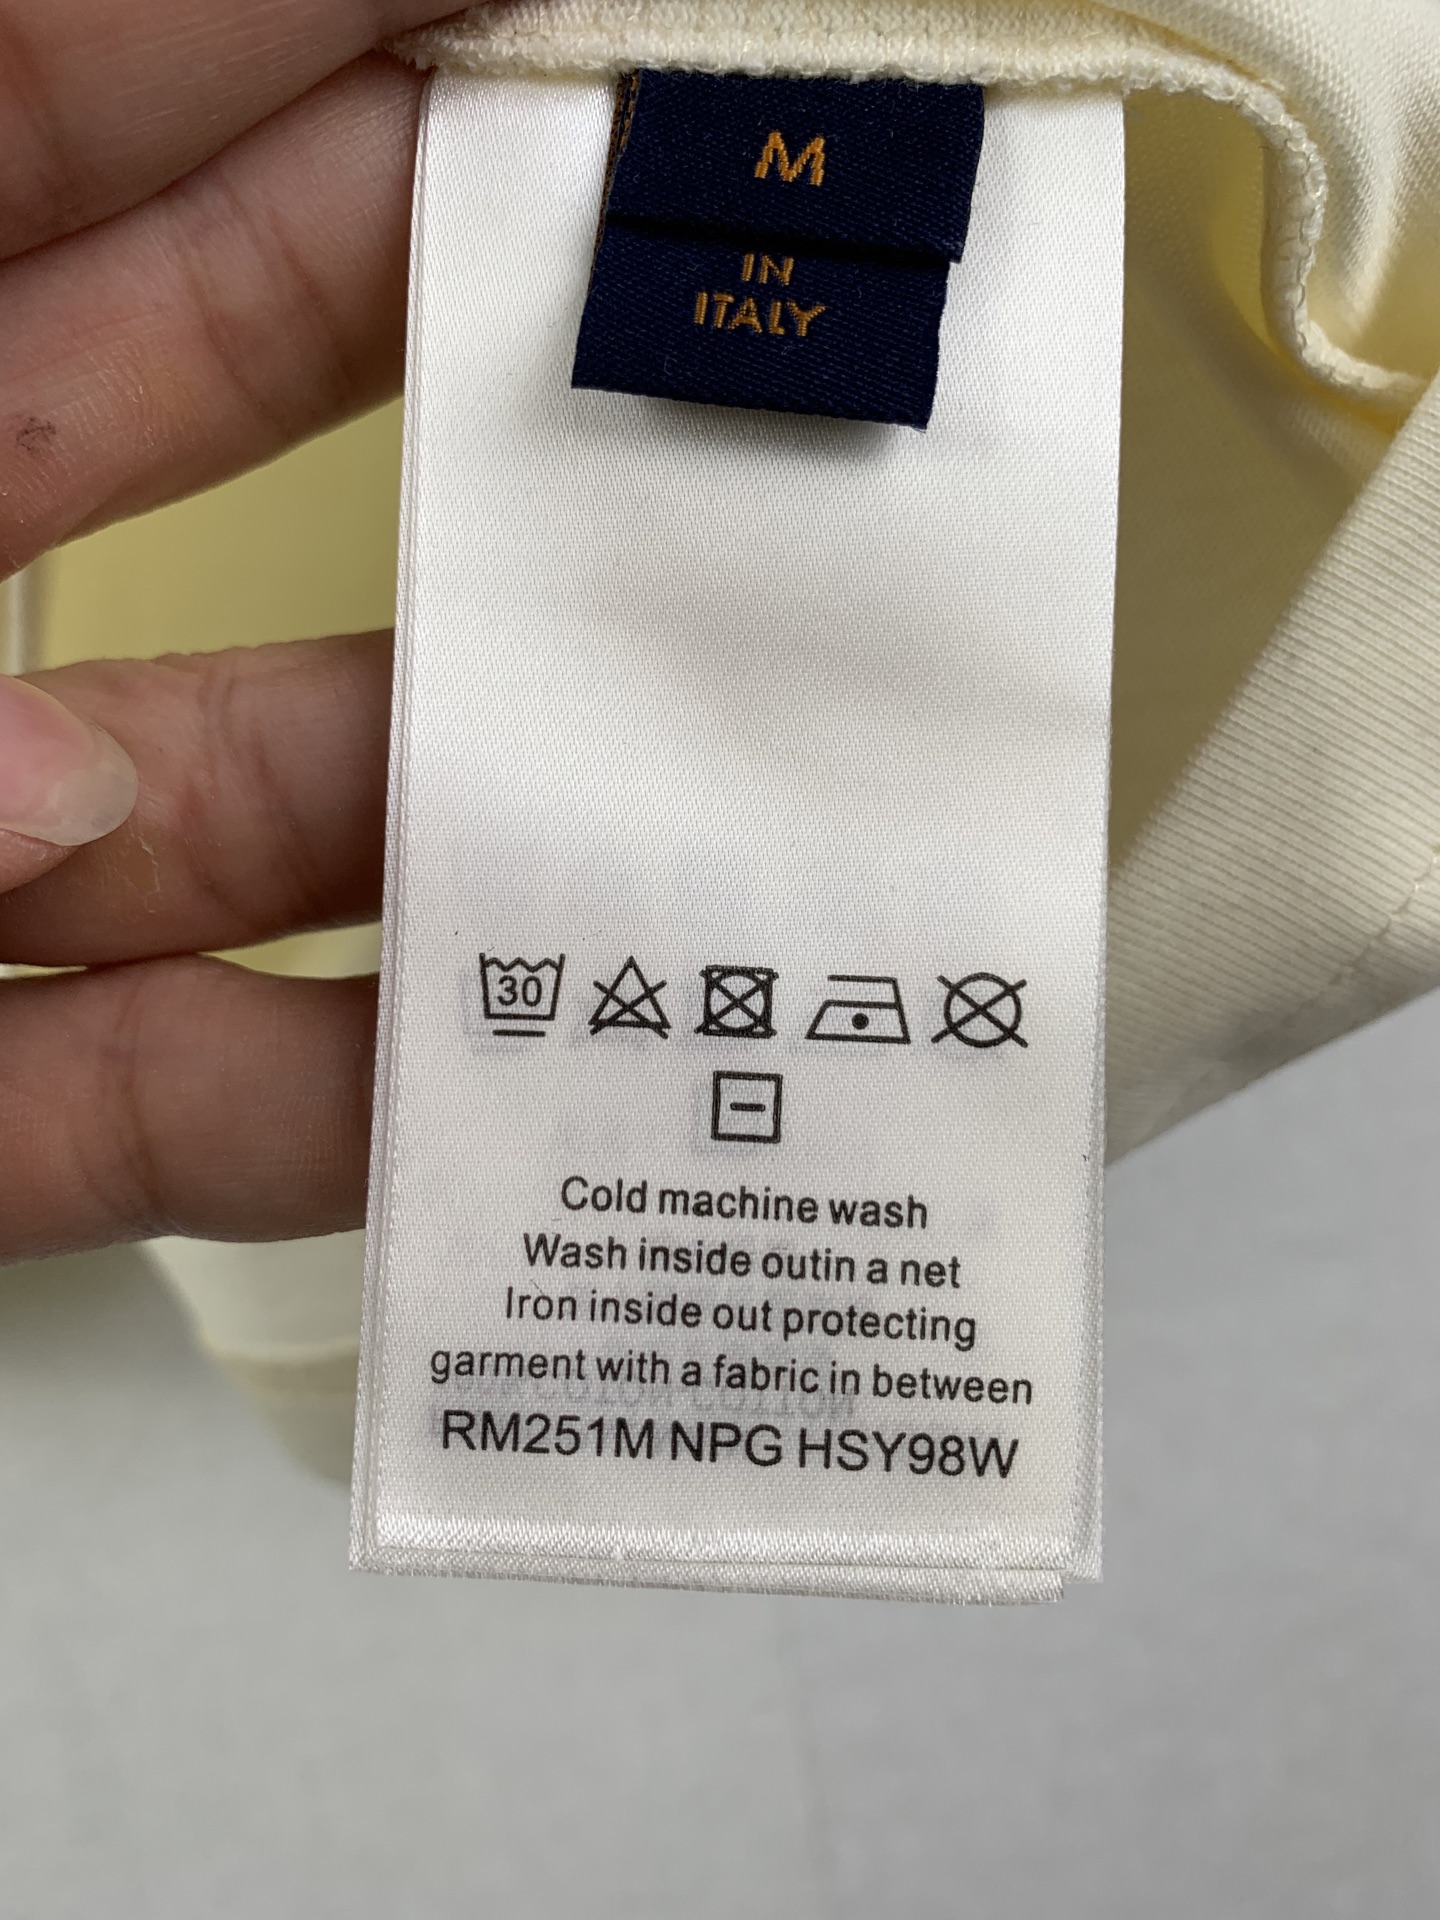 M
IN
ITALY
30
Cold machine wash
Wash inside outin a net
Iron inside out protecting
garment with a fabric in between
RM251M NPG HSY98W